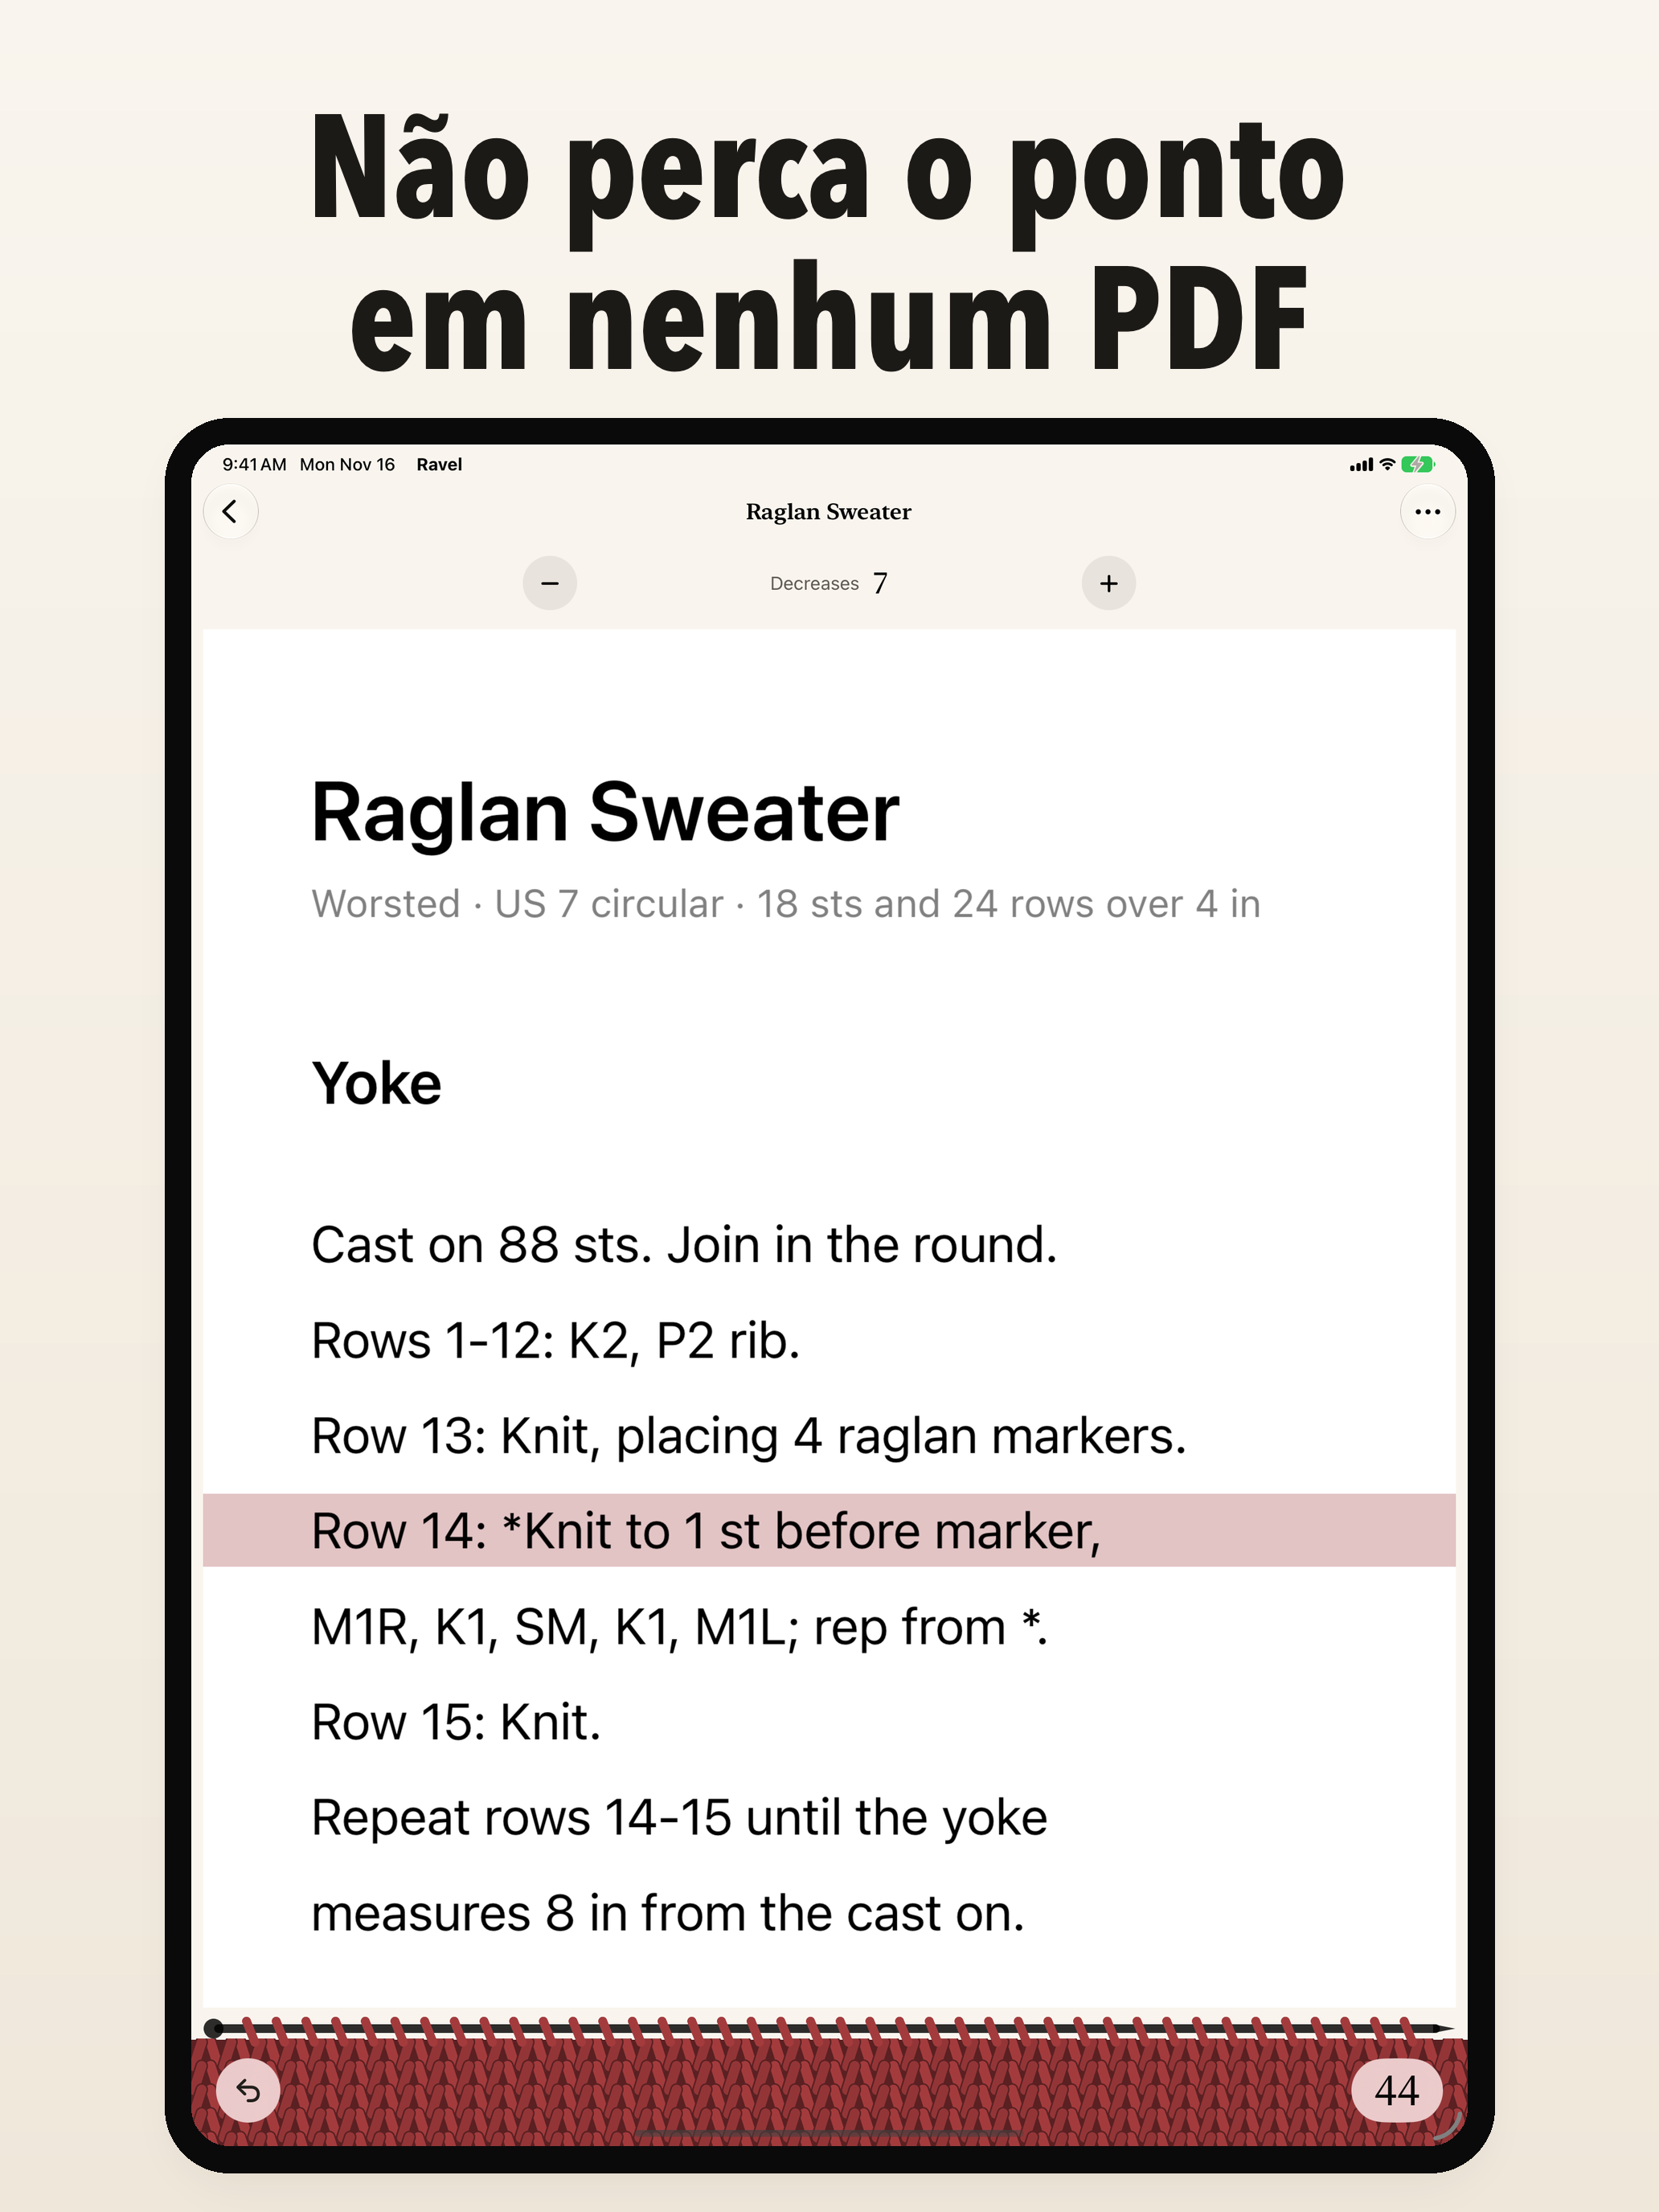 Não perca o ponto
em nenhum PDF
9:41 AM Mon Nov 16 Ravel
Raglan Sweater
Decreases 7
Raglan Sweater
Worsted · US 7 circular · 18 sts and 24 rows over 4 in
Yoke
Cast on 88 sts. Join in the round.
Rows 1-12: K2, P2 rib.
Row 13: Knit, placing 4 raglan markers.
Row 14: *Knit to 1 st before marker,
M1R, K1, SM, K1, M1L; rep from *.
Row 15: Knit.
Repeat rows 14-15 until the yoke
measures 8 in from the cast on.
44